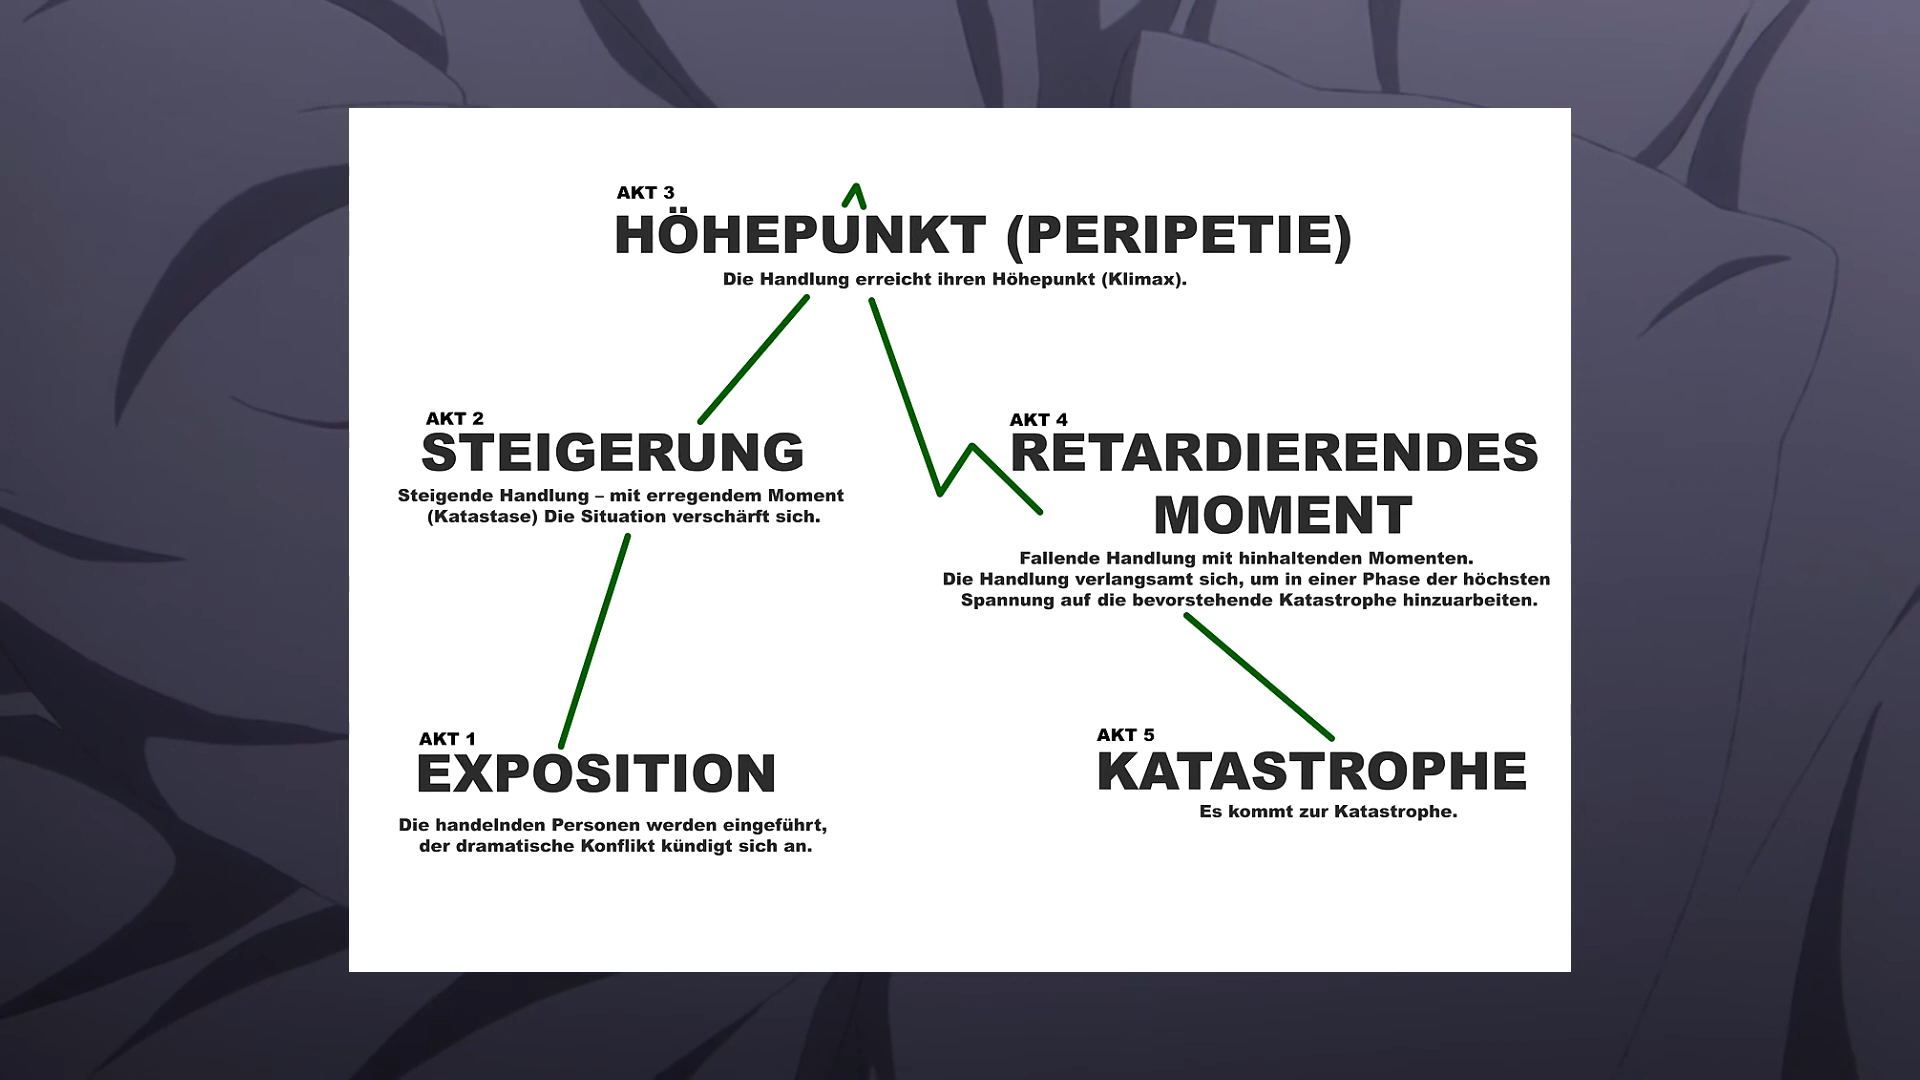 AKT 3
HÖHEPUNKT (PERIPETIE)
Die Handlung erreicht ihren Höhepunkt (Klimax).
AKT 2
STEIGERUNG
Steigende Handlung – mit erregendem Moment
(Katastase) Die Situation verschärft sich.
AKT 4
RETARDIERENDES
MOMENT
Fallende Handlung mit hinhaltenden Momenten.
Die Handlung verlangsamt sich, um in einer Phase der höchsten
Spannung auf die bevorstehende Katastrophe hinzuarbeiten.
AKT 1
EXPOSITION
Die handelnden Personen werden eingeführt,
der dramatische Konflikt kündigt sich an.
AKT 5
KATASTROPHE
Es kommt zur Katastrophe.